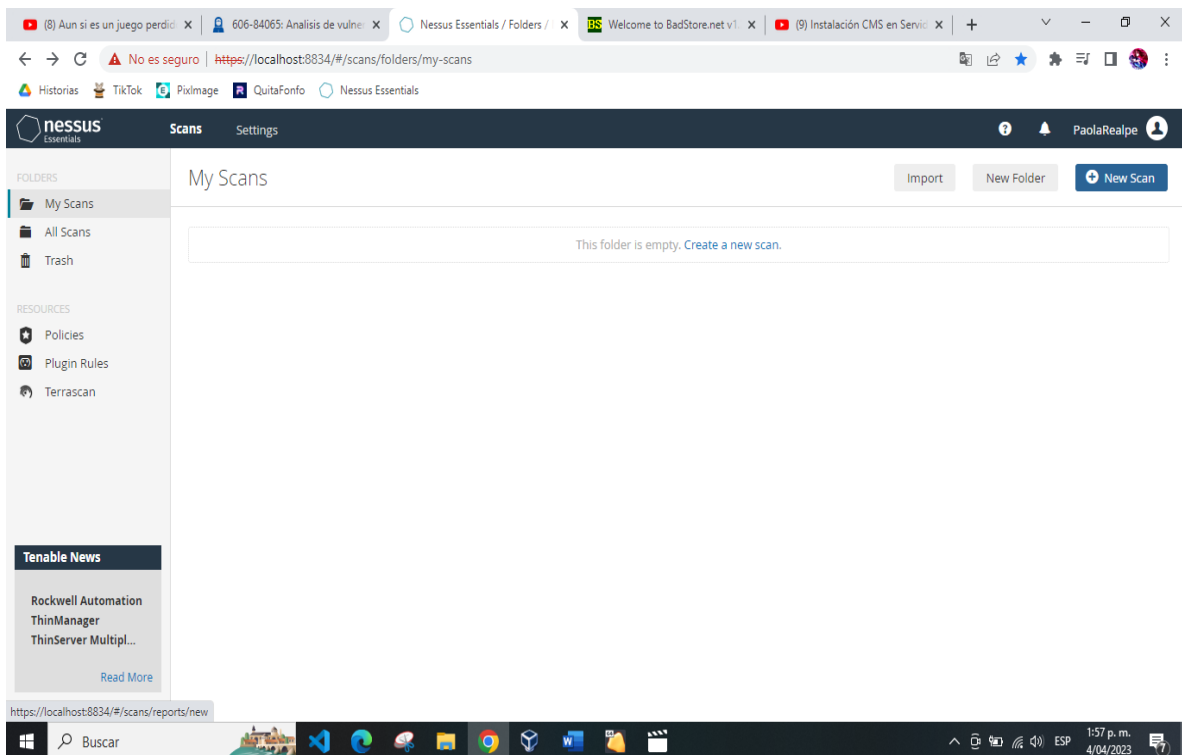 (8) Aun si es un juego perdid
606-84065: Analisis de vulner
Nessus Essentials / Folders /
BS Welcome to BadStore.net v1.
(9) Instalación CMS en Servid
No es seguro | https://localhost:8834/#/scans/folders/my-scans
Historias TikTok PixImage QuitaFonfo Nessus Essentials
nessus Essentials
Scans Settings
PaolaRealpe
FOLDERS
My Scans
All Scans
Trash
RESOURCES
Policies
Plugin Rules
Terrascan
My Scans
Import New Folder New Scan
This folder is empty. Create a new scan.
Tenable News
Rockwell Automation
ThinManager
ThinServer Multipl...
Read More
https://localhost:8834/#/scans/reports/new
Buscar
ESP
1:57 p. m.
4/04/2023